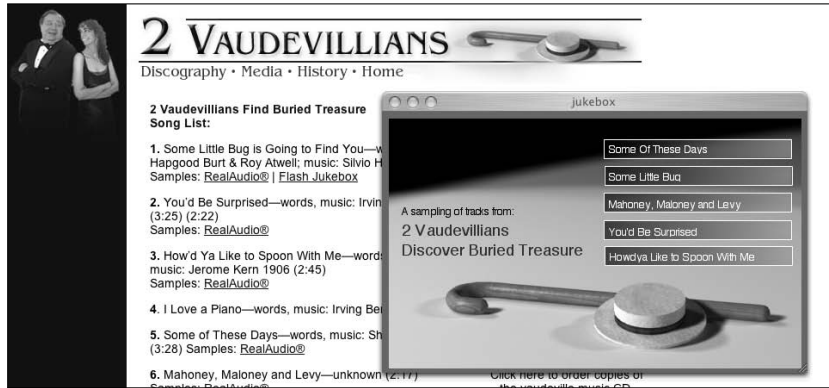 2 VAUDEVILLIANS
Discography • Media • History • Home
2 Vaudevillians Find Buried Treasure
Song List:
1. Some Little Bug is Going to Find You—w
Hapgood Burt & Roy Atwell; music: Silvio H
Samples: RealAudio® | Flash Jukebox
2. You'd Be Surprised—words, music: Irvin
(3:25) (2:22)
Samples: RealAudio®
3. How'd Ya Like to Spoon With Me—words
music: Jerome Kern 1906 (2:45)
Samples: RealAudio®
4. I Love a Piano—words, music: Irving Ber
5. Some of These Days—words, music: Sh
(3:28) Samples: RealAudio®
6. Mahoney, Maloney and Levy—unknown (2:17)
Samples: RealAudio®
jukebox
A sampling of tracks from:
2 Vaudevillians
Discover Buried Treasure
Some Of These Days
Some Little Bug
Mahoney, Maloney and Levy
You'd Be Surprised
Howdya Like to Spoon With Me
Click here to order copies of
the vaudeville music CD